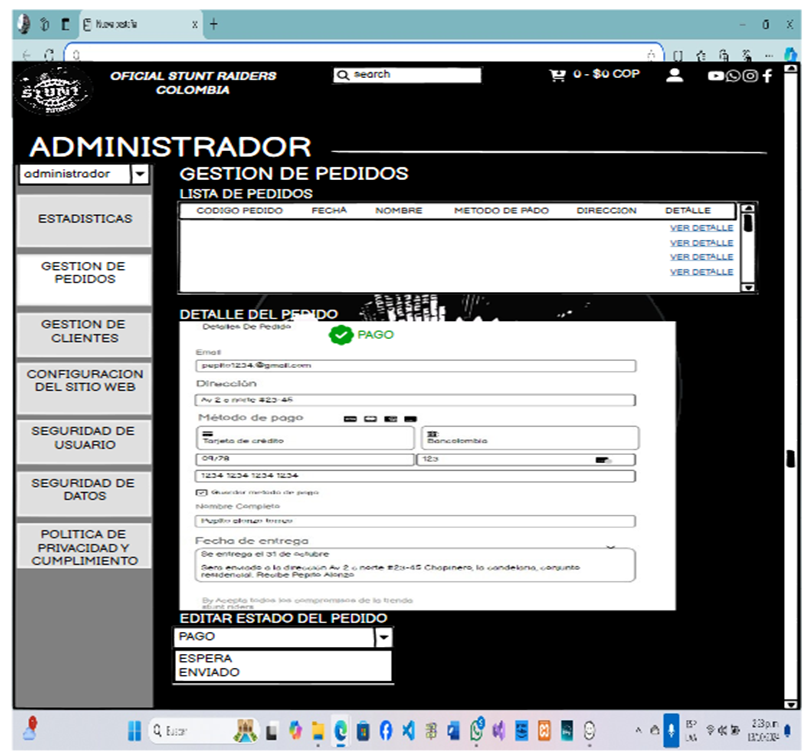 Nueva pestaña
OFICIAL STUNT RAIDERS
COLOMBIA
search
0 - $0 COP
STUNT
ADMINISTRADOR
administrador
ESTADISTICAS
GESTION DE
PEDIDOS
GESTION DE
CLIENTES
CONFIGURACION
DEL SITIO WEB
SEGURIDAD DE
USUARIO
SEGURIDAD DE
DATOS
POLITICA DE
PRIVACIDAD Y
CUMPLIMIENTO
GESTION DE PEDIDOS
LISTA DE PEDIDOS
CODIGO PEDIDO FECHA NOMBRE METODO DE PADO DIRECCION DETALLE
VER DETALLE
VER DETALLE
VER DETALLE
VER DETALLE
DETALLE DEL PEDIDO
Detalles De Pedido
PAGO
Email
pepito1234.@gmail.com
Dirección
Av 2 a norte #23-45
Método de pago
Tarjeta de crédito
Bancolombia
09/28 123
1234 1234 1234 1234
Guardar metodo de pago
Nombre Completo
Pepito alonzo
Fecha de entrega
Se entrega el 31 de octubre
Sera enviado a la dirección Av 2 a norte #23-45 Chapinero, la candelaria, conjunto
residencial. Recibe Pepito Alonzo
By Acepto todos los compromisos de la tienda
stunt riders
EDITAR ESTADO DEL PEDIDO
PAGO
ESPERA
ENVIADO
Buscar
ESP
2:33 p.m.